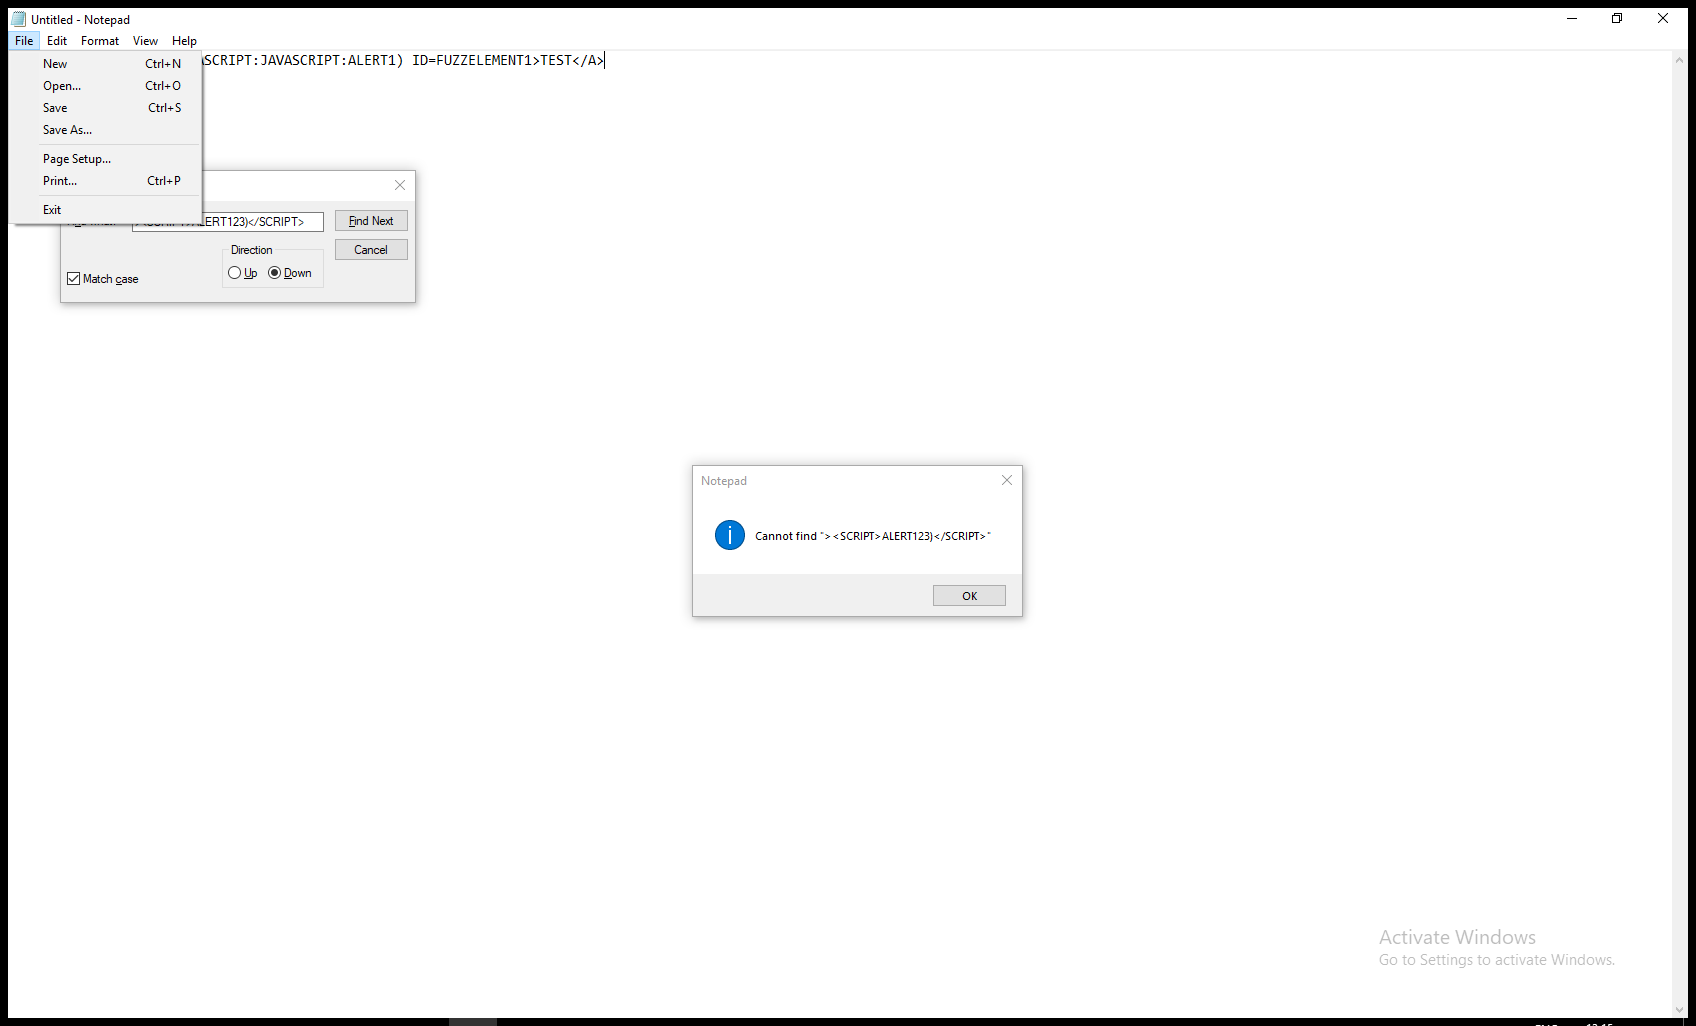 Untitled - Notepad
File Edit Format View Help
SCRIPT:JAVASCRIPT:ALERT1) ID=FUZZELEMENT1>TEST</A>
New Ctrl+N
Open... Ctrl+O
Save Ctrl+S
Save As...
Page Setup...
Print... Ctrl+P
Exit
ALERT123)</SCRIPT>
Find Next
Direction
Cancel
Up Down
Match case
Notepad
Cannot find "><SCRIPT>ALERT123)</SCRIPT>"
OK
Activate Windows
Go to Settings to activate Windows.